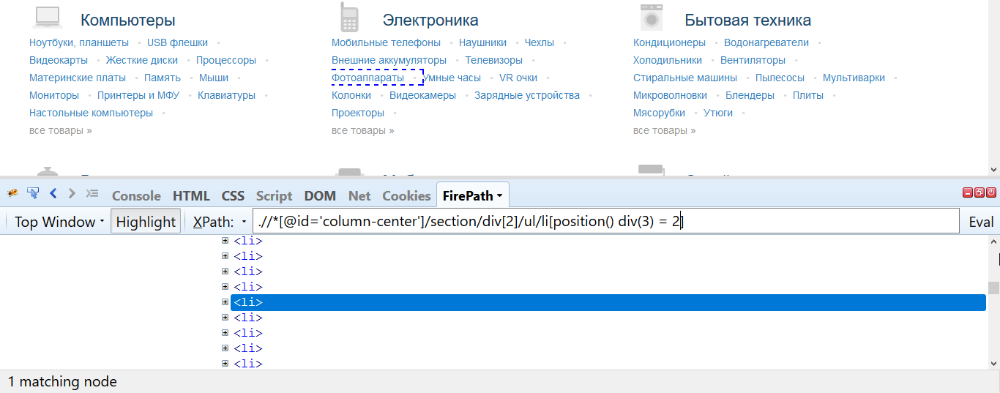 Компьютеры
Ноутбуки, планшеты • USB флешки •
Видеокарты • Жесткие диски • Процессоры •
Материнские платы • Память • Мыши •
Мониторы • Принтеры и МФУ • Клавиатуры •
Настольные компьютеры •
все товары »
Электроника
Мобильные телефоны • Наушники • Чехлы •
Внешние аккумуляторы • Телевизоры •
Фотоаппараты • Умные часы • VR очки •
Колонки • Видеокамеры • Зарядные устройства •
Проекторы •
все товары »
Бытовая техника
Кондиционеры • Водонагреватели •
Холодильники • Вентиляторы •
Стиральные машины • Пылесосы • Мультиварки •
Микроволновки • Блендеры • Плиты •
Мясорубки • Утюги •
все товары »
Console HTML CSS Script DOM Net Cookies FirePath
Top Window Highlight XPath: .//*[@id='column-center']/section/div[2]/ul/li[position() div(3) = 2] Eval
<li>
<li>
<li>
<li>
<li>
<li>
<li>
<li>
<li>
1 matching node